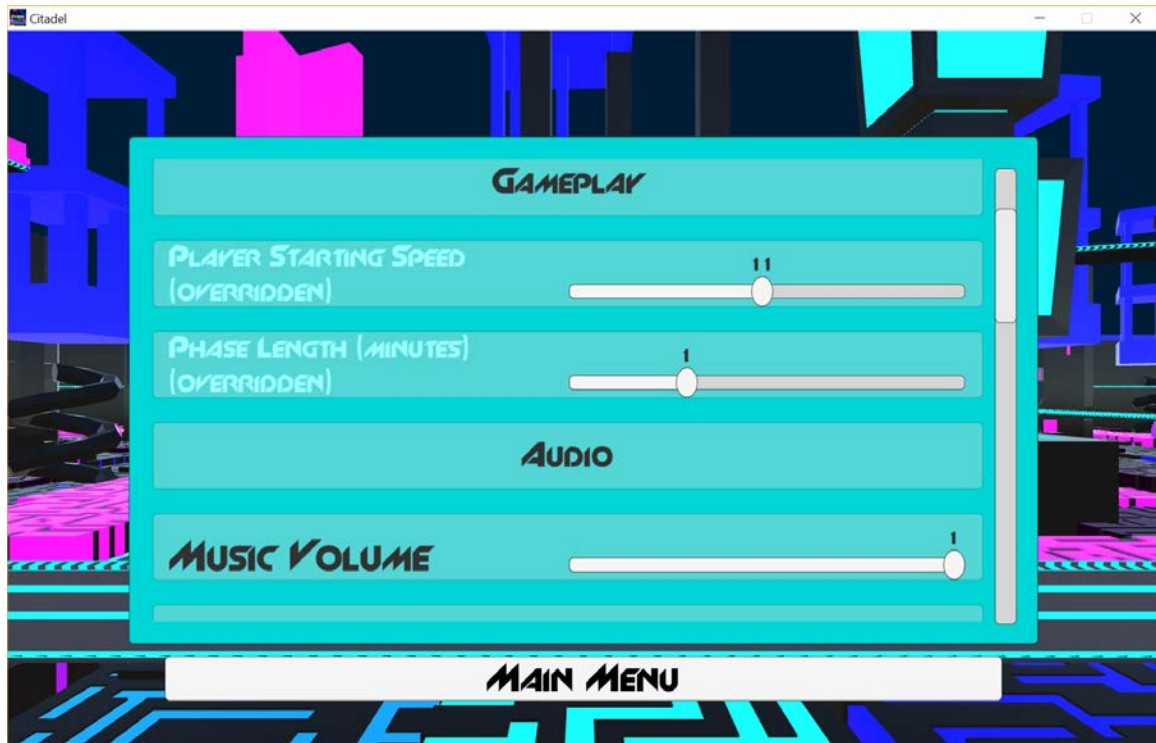 Citadel
GAMEPLAY
PLAYER STARTING SPEED
(OVERRIDDEN)
11
PHASE LENGTH (MINUTES)
(OVERRIDDEN)
1
AUDIO
MUSIC VOLUME
1
MAIN MENU